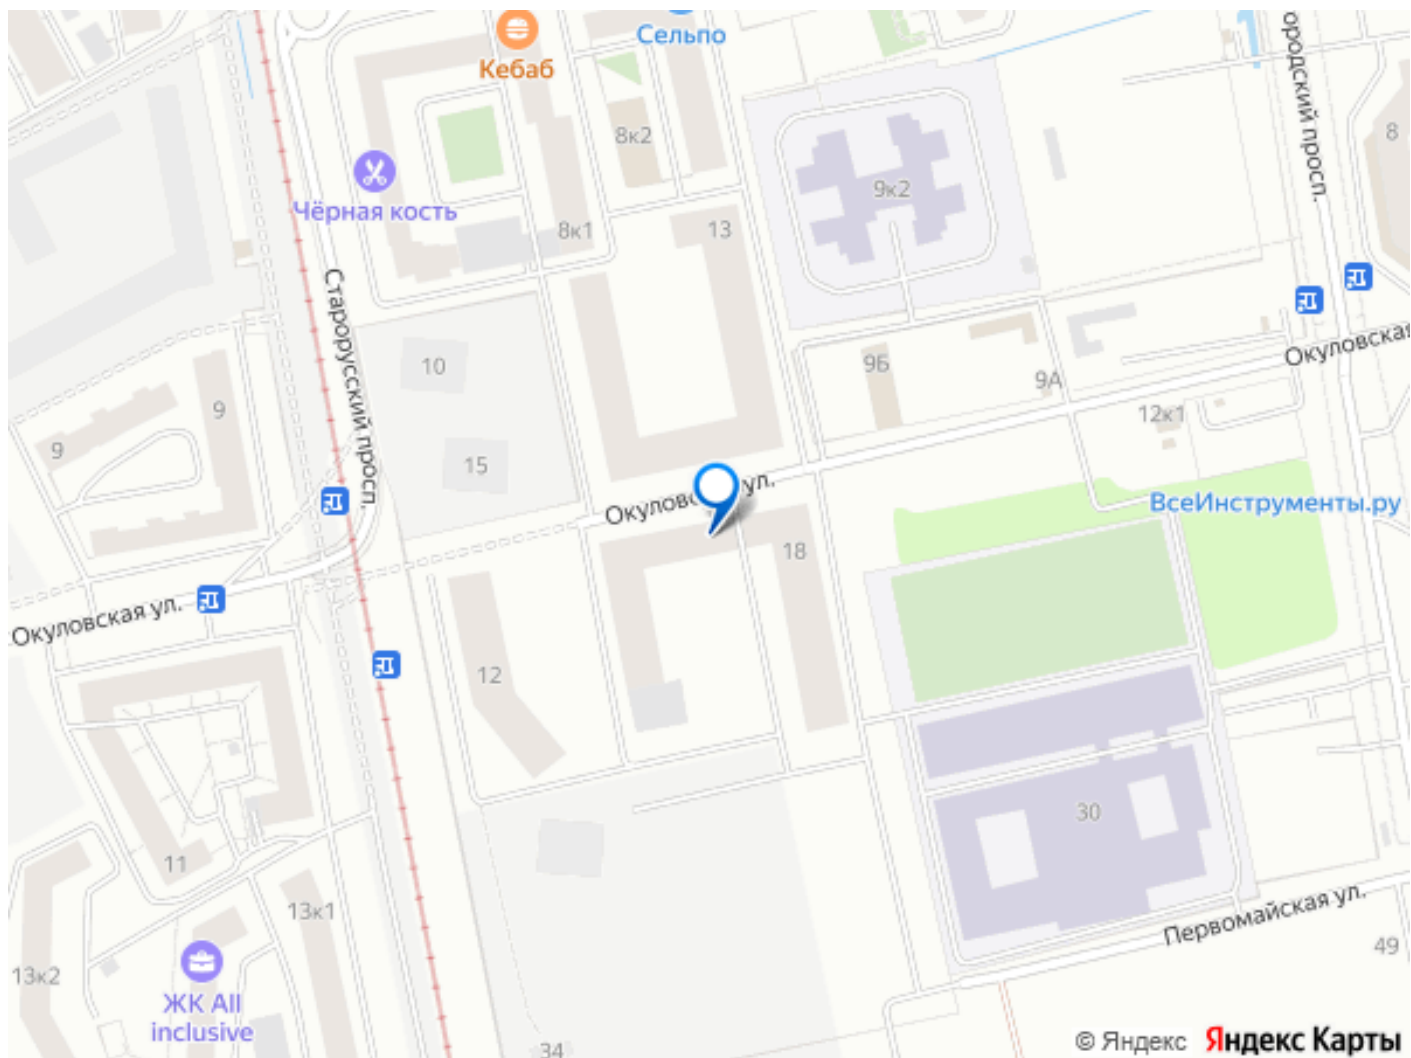 Сельпо
Кебаб
ородский просп.
8к2
8
9к2
Чёрная кость
8к1
13
Старорусский просп.
10
9Б
9А
Окуловская
9
12к1
9
15
Окуловс
ул.
ВсеИнструменты.ру
18
Окуловская ул.
12
30
11
13к1
Первомайская ул.
49
13к2
ЖК All
inclusive
34
© Яндекс Яндекс Карты